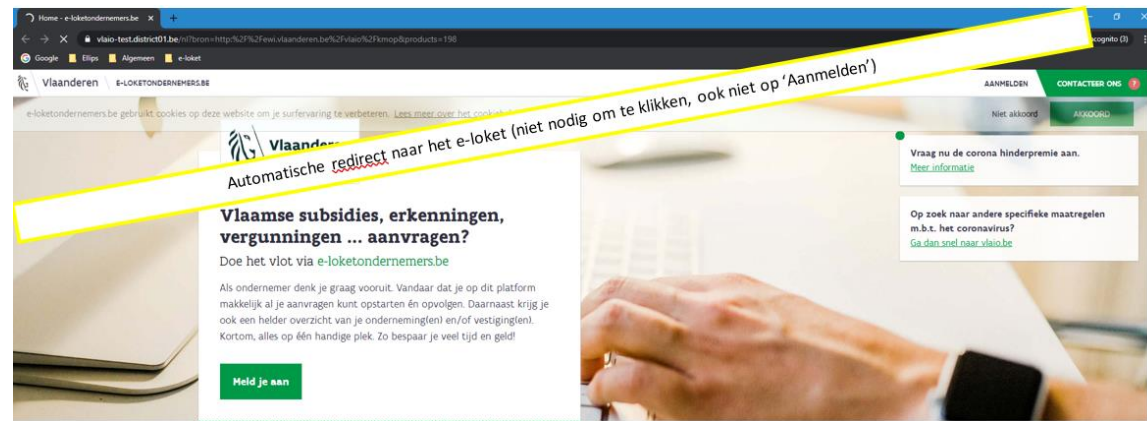 Home - e-loketondernemers.be
vlaio-test.district01.be/nl?bron=http:%2F%2Fewi.vlaanderen.be%2Fvlaio%2Fkmop&products=198
cognito (3)
Google Ellips Algemeen e-loket
Vlaanderen E-LOKETONDERNEMERS.BE
AANMELDEN CONTACTEER ONS ?
e-loketondernemers.be gebruikt cookies op deze website om je surfervaring te verbeteren. Lees meer over het
Niet akkoord AKKOORD
Automatische redirect naar het e-loket (niet nodig om te klikken, ook niet op ‘Aanmelden’)
Vlaamse subsidies, erkenningen,
vergunningen ... aanvragen?
Doe het vlot via e-loketondernemers.be
Als ondernemer denk je graag vooruit. Vandaar dat je op dit platform
makkelijk al je aanvragen kunt opstarten én opvolgen. Daarnaast krijg je
ook een helder overzicht van je onderneming(en) en/of vestiging(en).
Kortom, alles op één handige plek. Zo bespaar je veel tijd en geld!
Meld je aan
Vraag nu de corona hinderpremie aan.
Meer informatie
Op zoek naar andere specifieke maatregelen
m.b.t. het coronavirus?
Ga dan snel naar vlaio.be